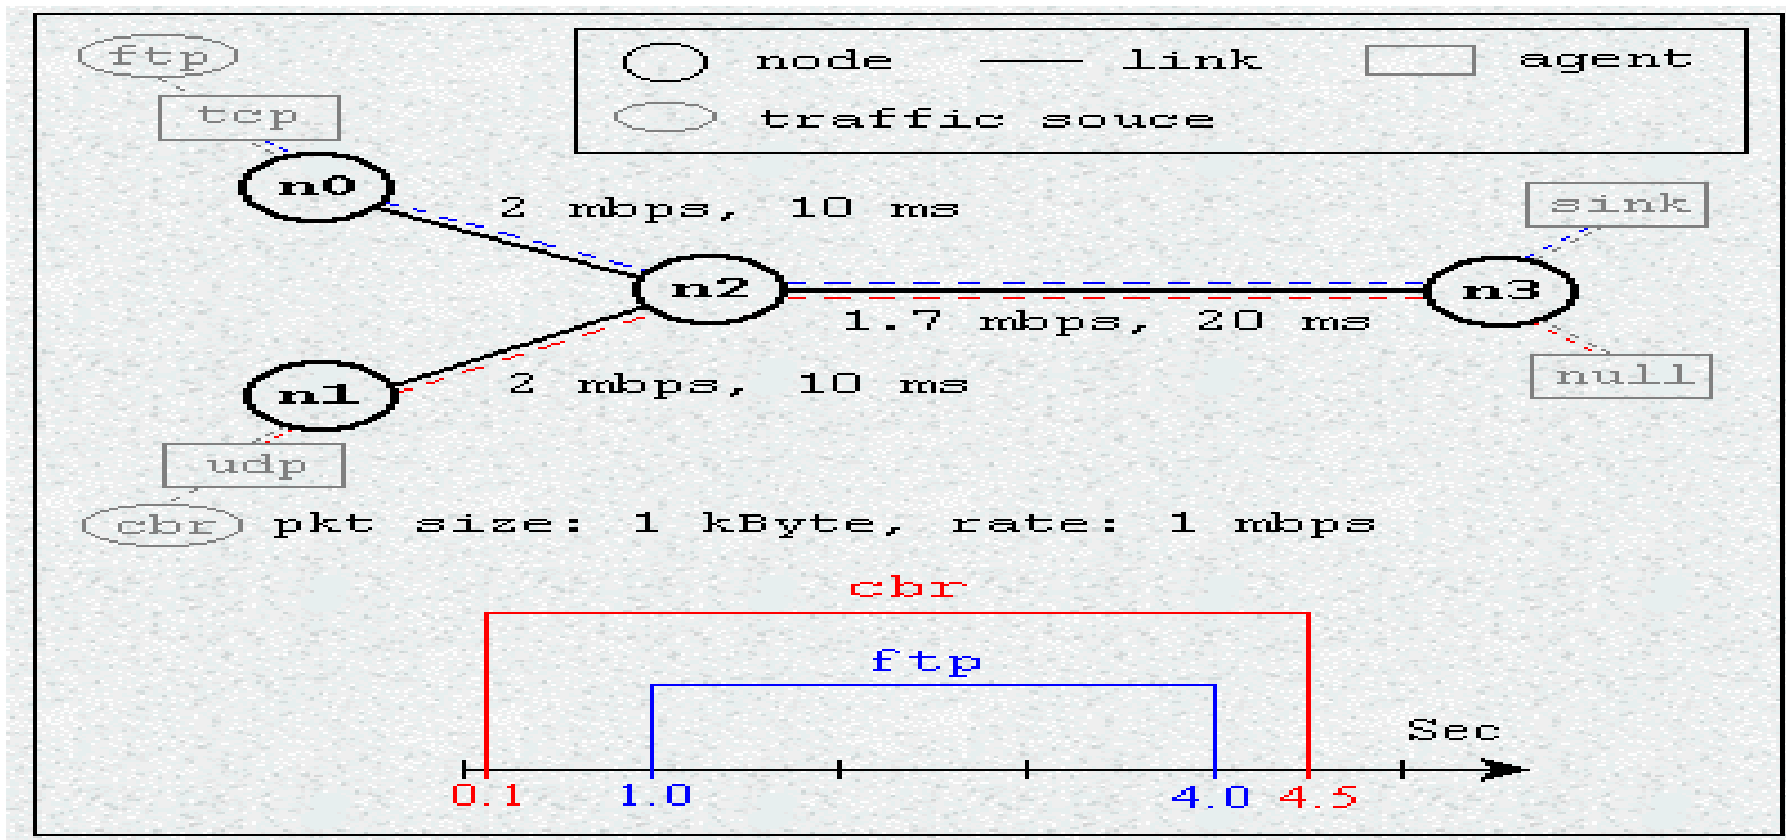 ftp
node link agent
tcp
traffic souce
n0
2 mbps, 10 ms
sink
n2
n3
1.7 mbps, 20 ms
2 mbps, 10 ms
null
n1
udp
cbr pkt size: 1 kByte, rate: 1 mbps
cbr
ftp
Sec
0.1 1.0 4.0 4.5